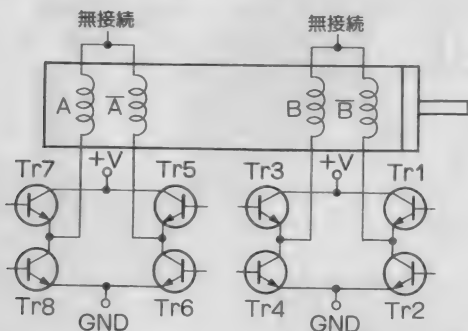 無接続 無接続
A A̅ B B̅
Tr7 +V Tr5 Tr3 +V Tr1
Tr8 Tr6 Tr4 Tr2
GND GND